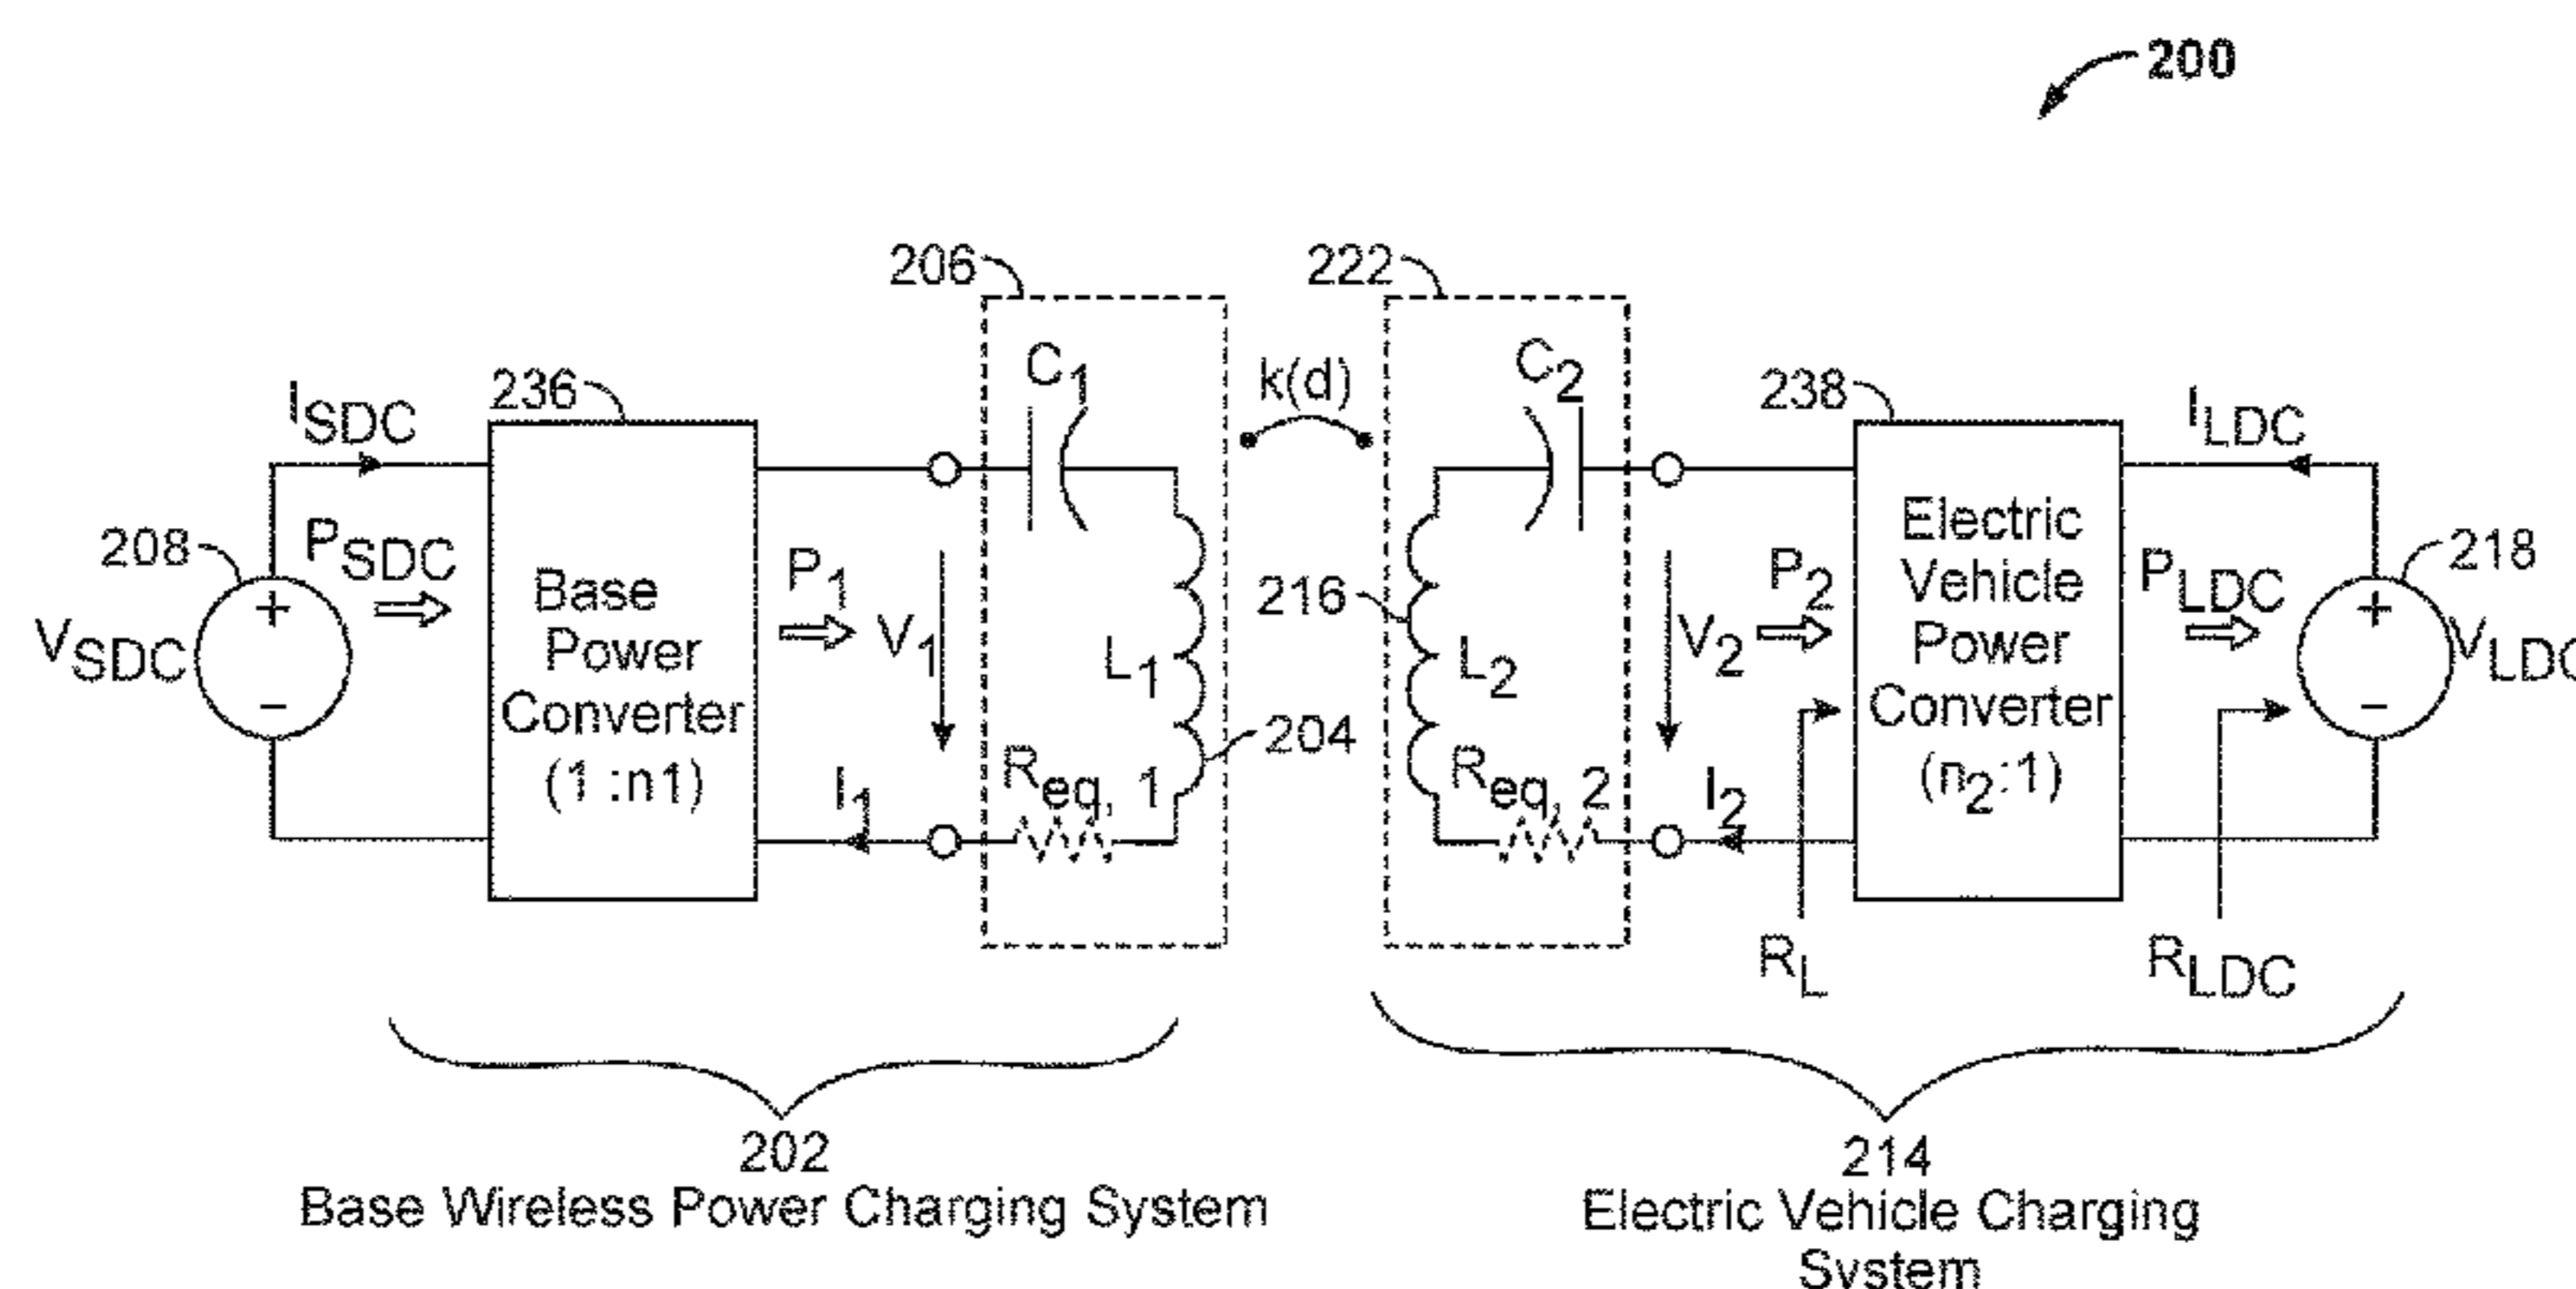 200
206
222
C1
k(d)
C2
236
238
ISDC
ILDC
208
PSDC
Base
Power
Converter
(1 :n1)
P1
V1
L1
204
216
L2
V2
P2
Electric
Vehicle
Power
Converter
(n2:1)
PLDC
218
VSDC
+
−
+
−
VLDC
I1
Req, 1
Req, 2
I2
RL
RLDC
202
Base Wireless Power Charging System
214
Electric Vehicle Charging
System